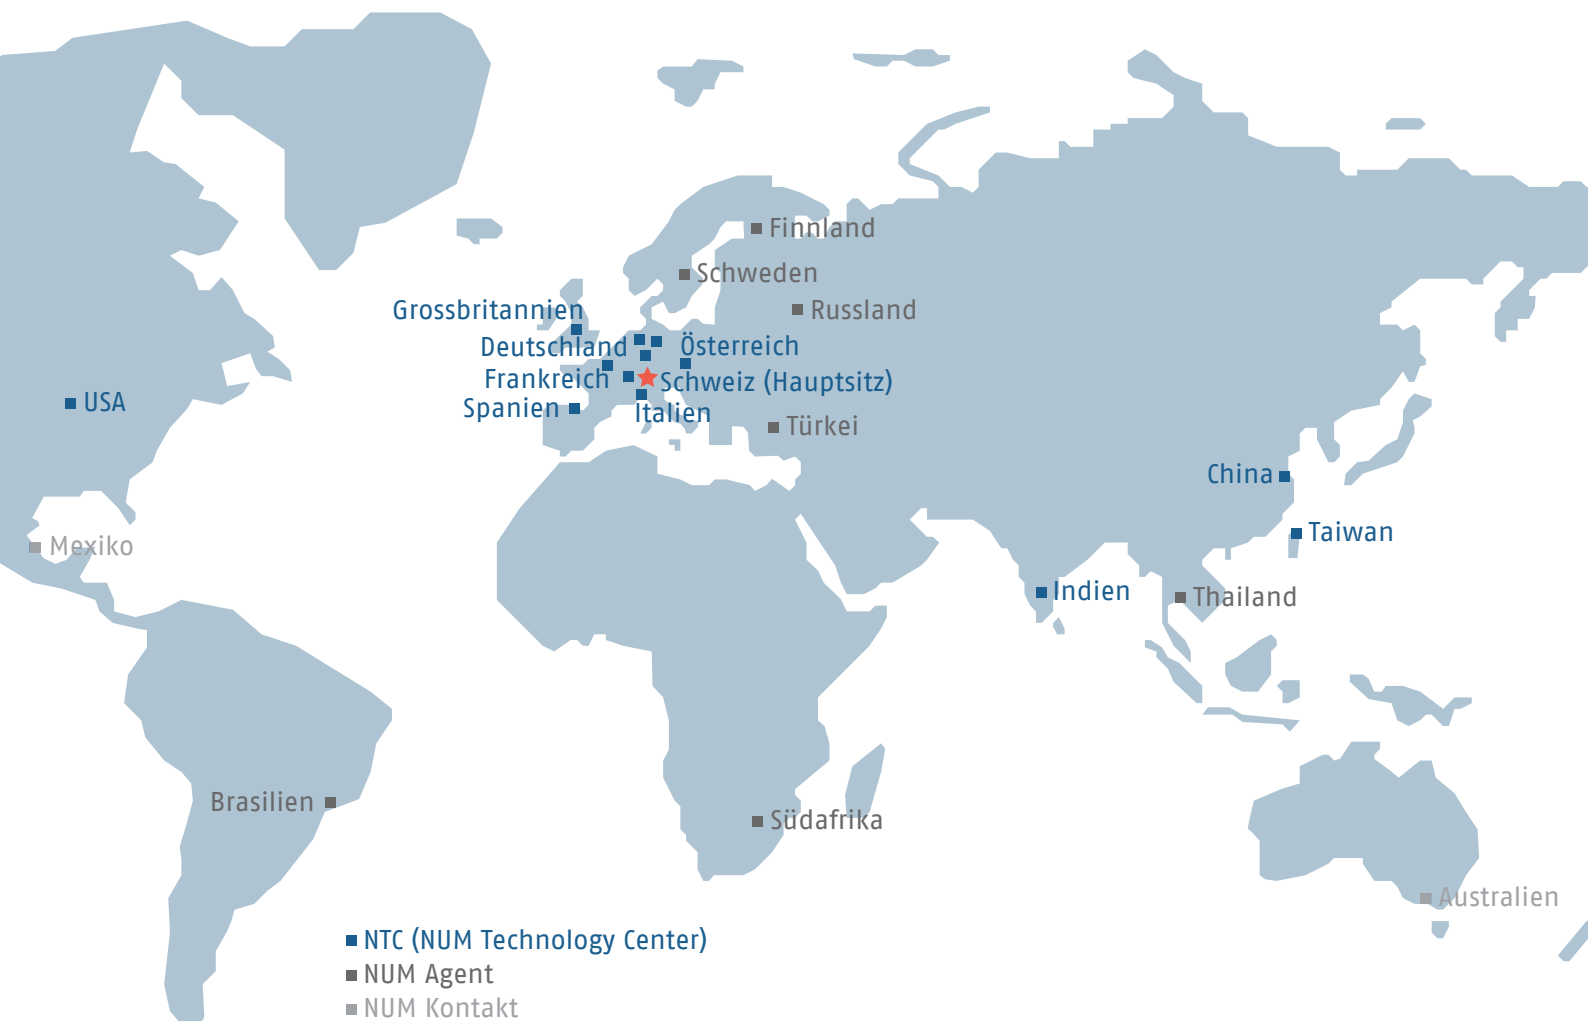 Finnland
Schweden
Grossbritannien
Russland
Deutschland
Österreich
Frankreich
Schweiz (Hauptsitz)
USA
Spanien
Italien
Türkei
China
Taiwan
Mexiko
Indien
Thailand
Brasilien
Südafrika
Australien
NTC (NUM Technology Center)
NUM Agent
NUM Kontakt